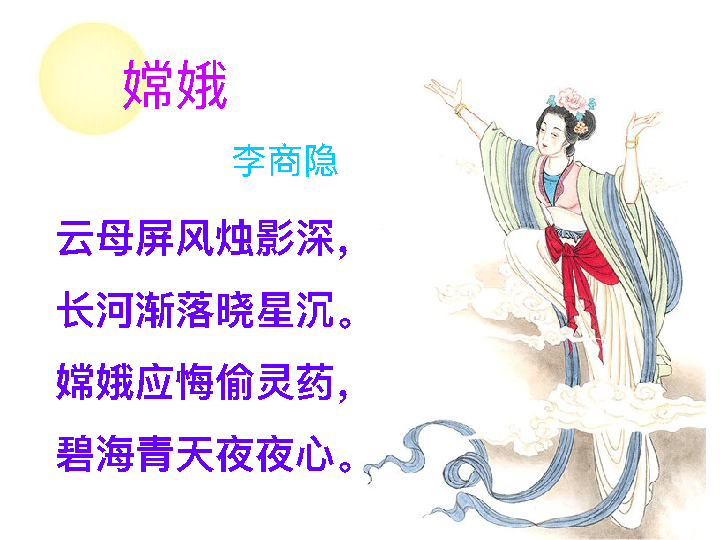 嫦娥
李商隐
云母屏风烛影深，
长河渐落晓星沉。
嫦娥应悔偷灵药，
碧海青天夜夜心。